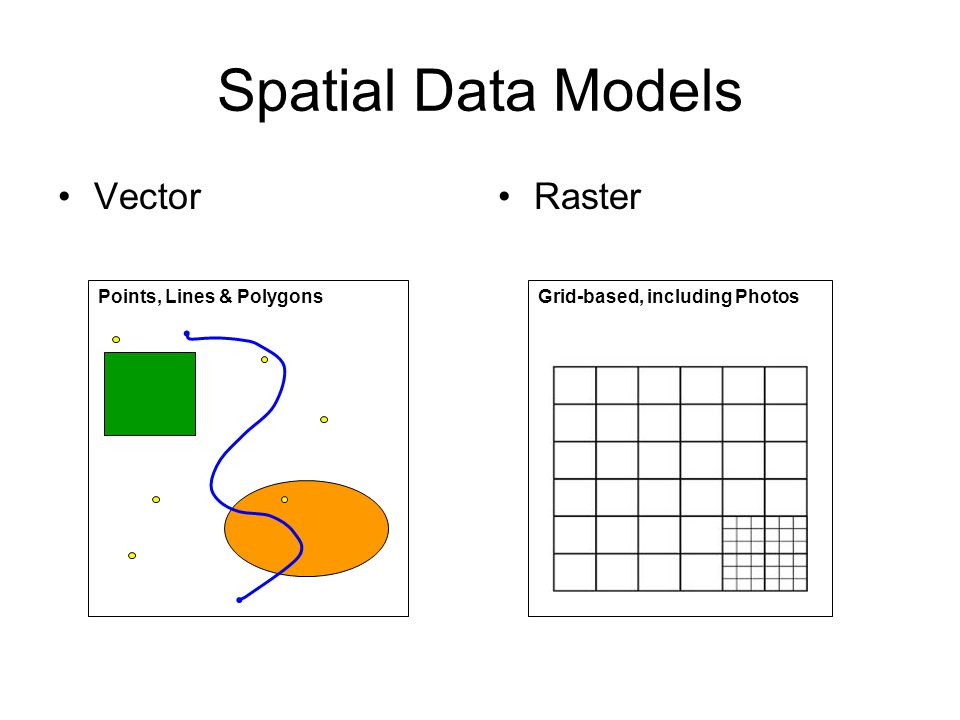 Spatial Data Models
• Vector
Points, Lines & Polygons
• Raster
Grid-based, including Photos